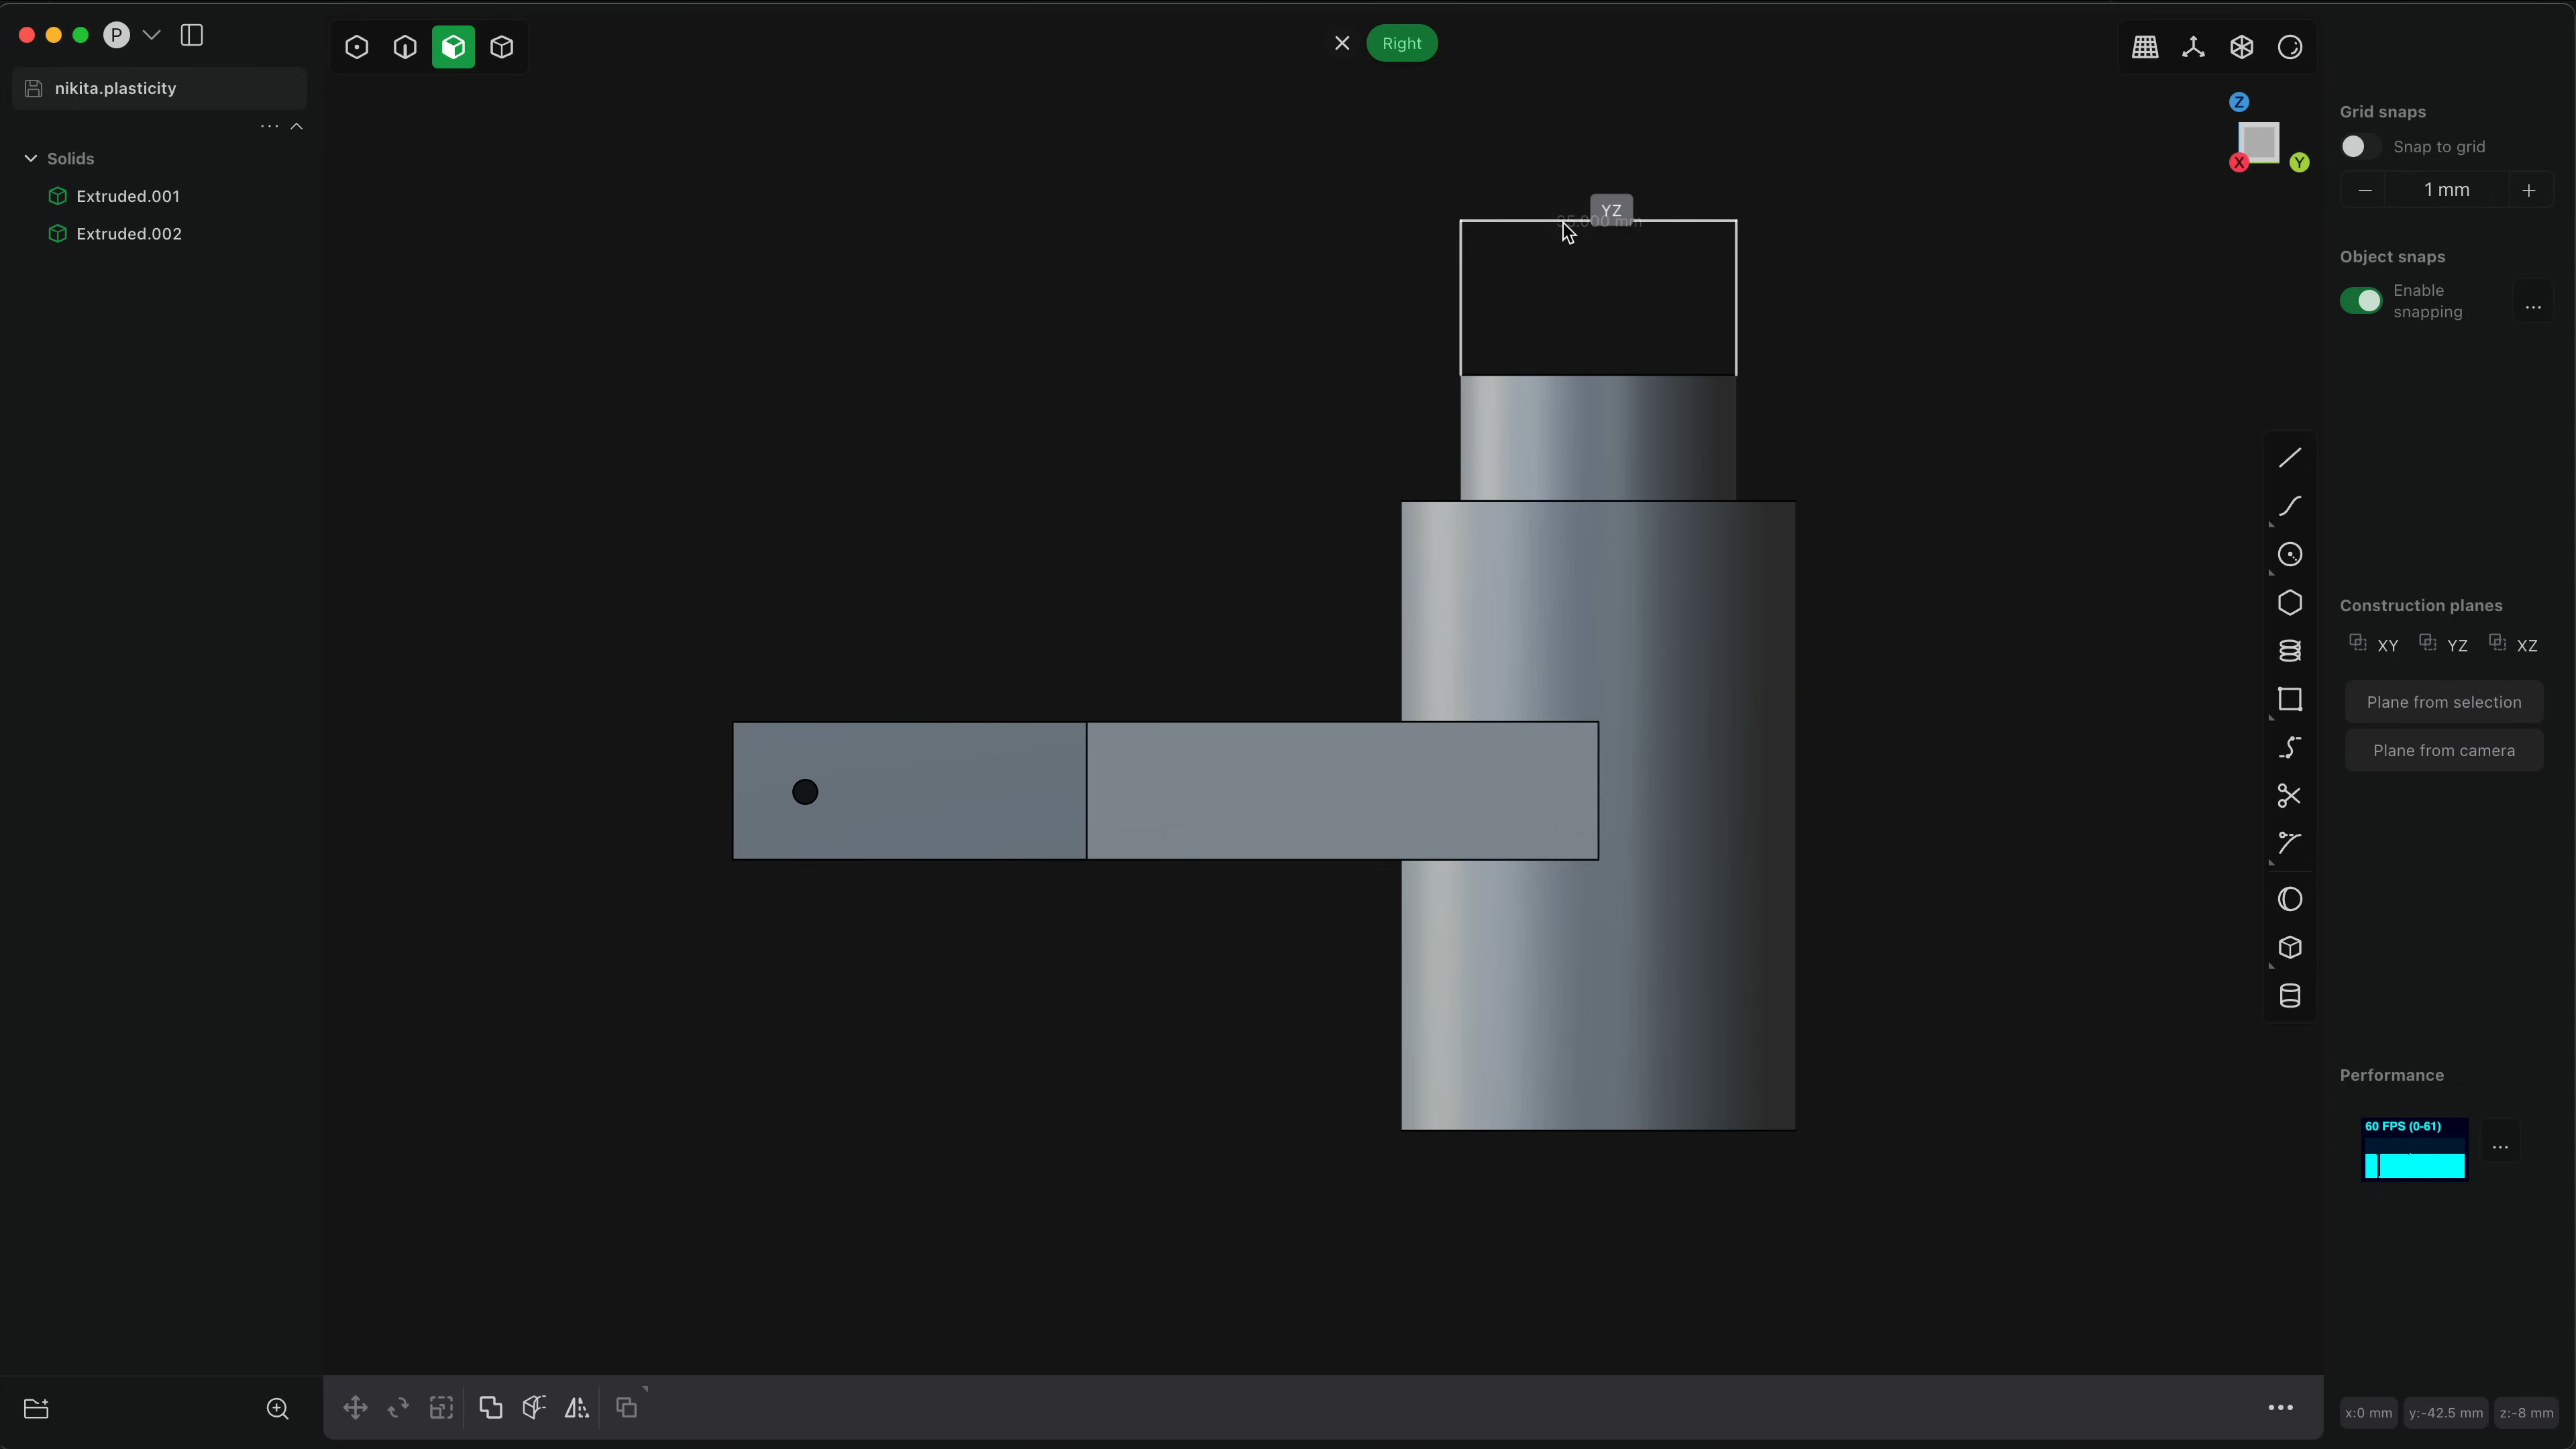 P
Right
nikita.plasticity
Solids
Extruded.001
Extruded.002
Z
X
Y
YZ
Grid snaps
Snap to grid
1 mm
Object snaps
Enable
snapping
Construction planes
XY YZ XZ
Plane from selection
Plane from camera
Performance
60 FPS (0-61)
x:0 mm y:-42.5 mm z:-8 mm